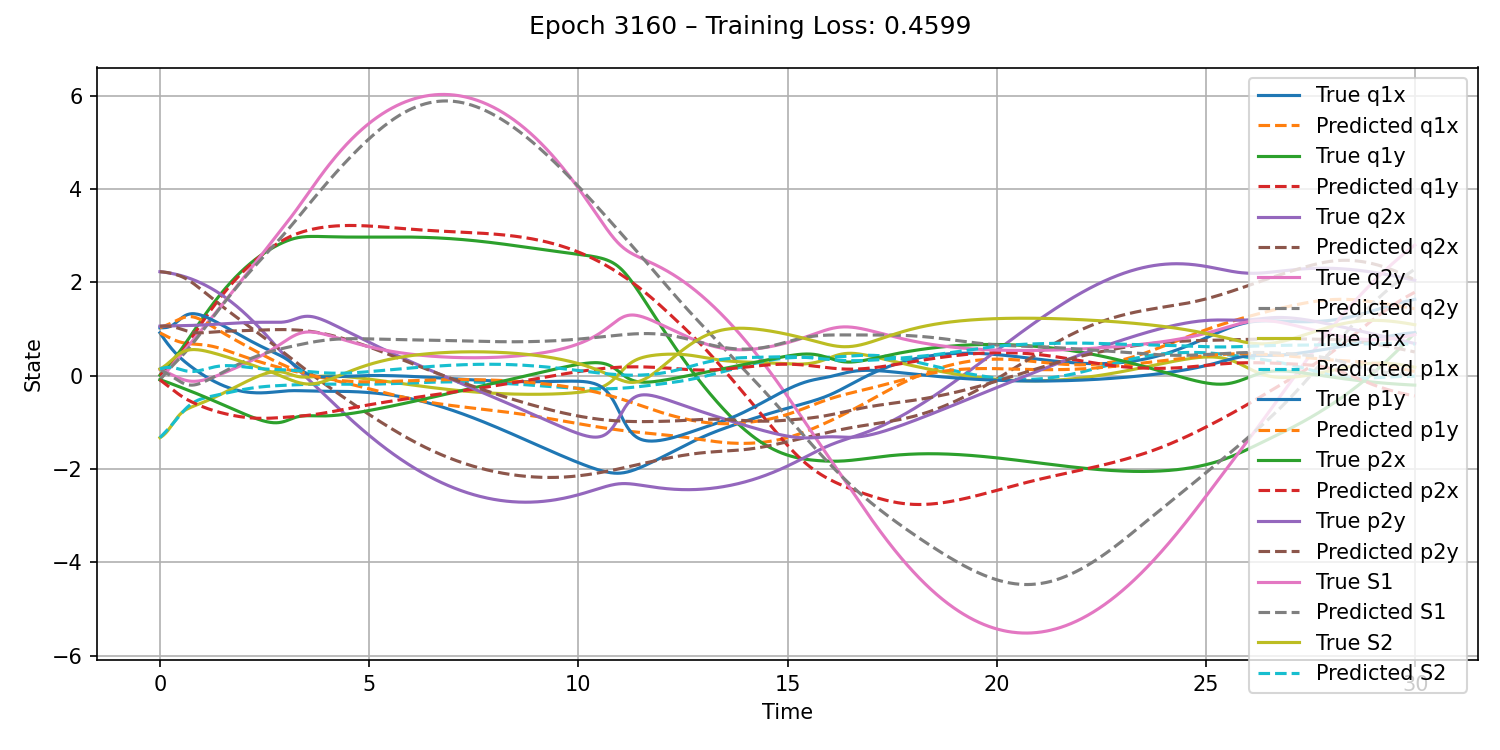 Epoch 3160 – Training Loss: 0.4599
State
6
4
2
0
−2
−4
−6
True q1x
Predicted q1x
True q1y
Predicted q1y
True q2x
Predicted q2x
True q2y
Predicted q2y
True p1x
Predicted p1x
True p1y
Predicted p1y
True p2x
Predicted p2x
True p2y
Predicted p2y
True S1
Predicted S1
True S2
Predicted S2
0 5 10 15 20 25 30
Time